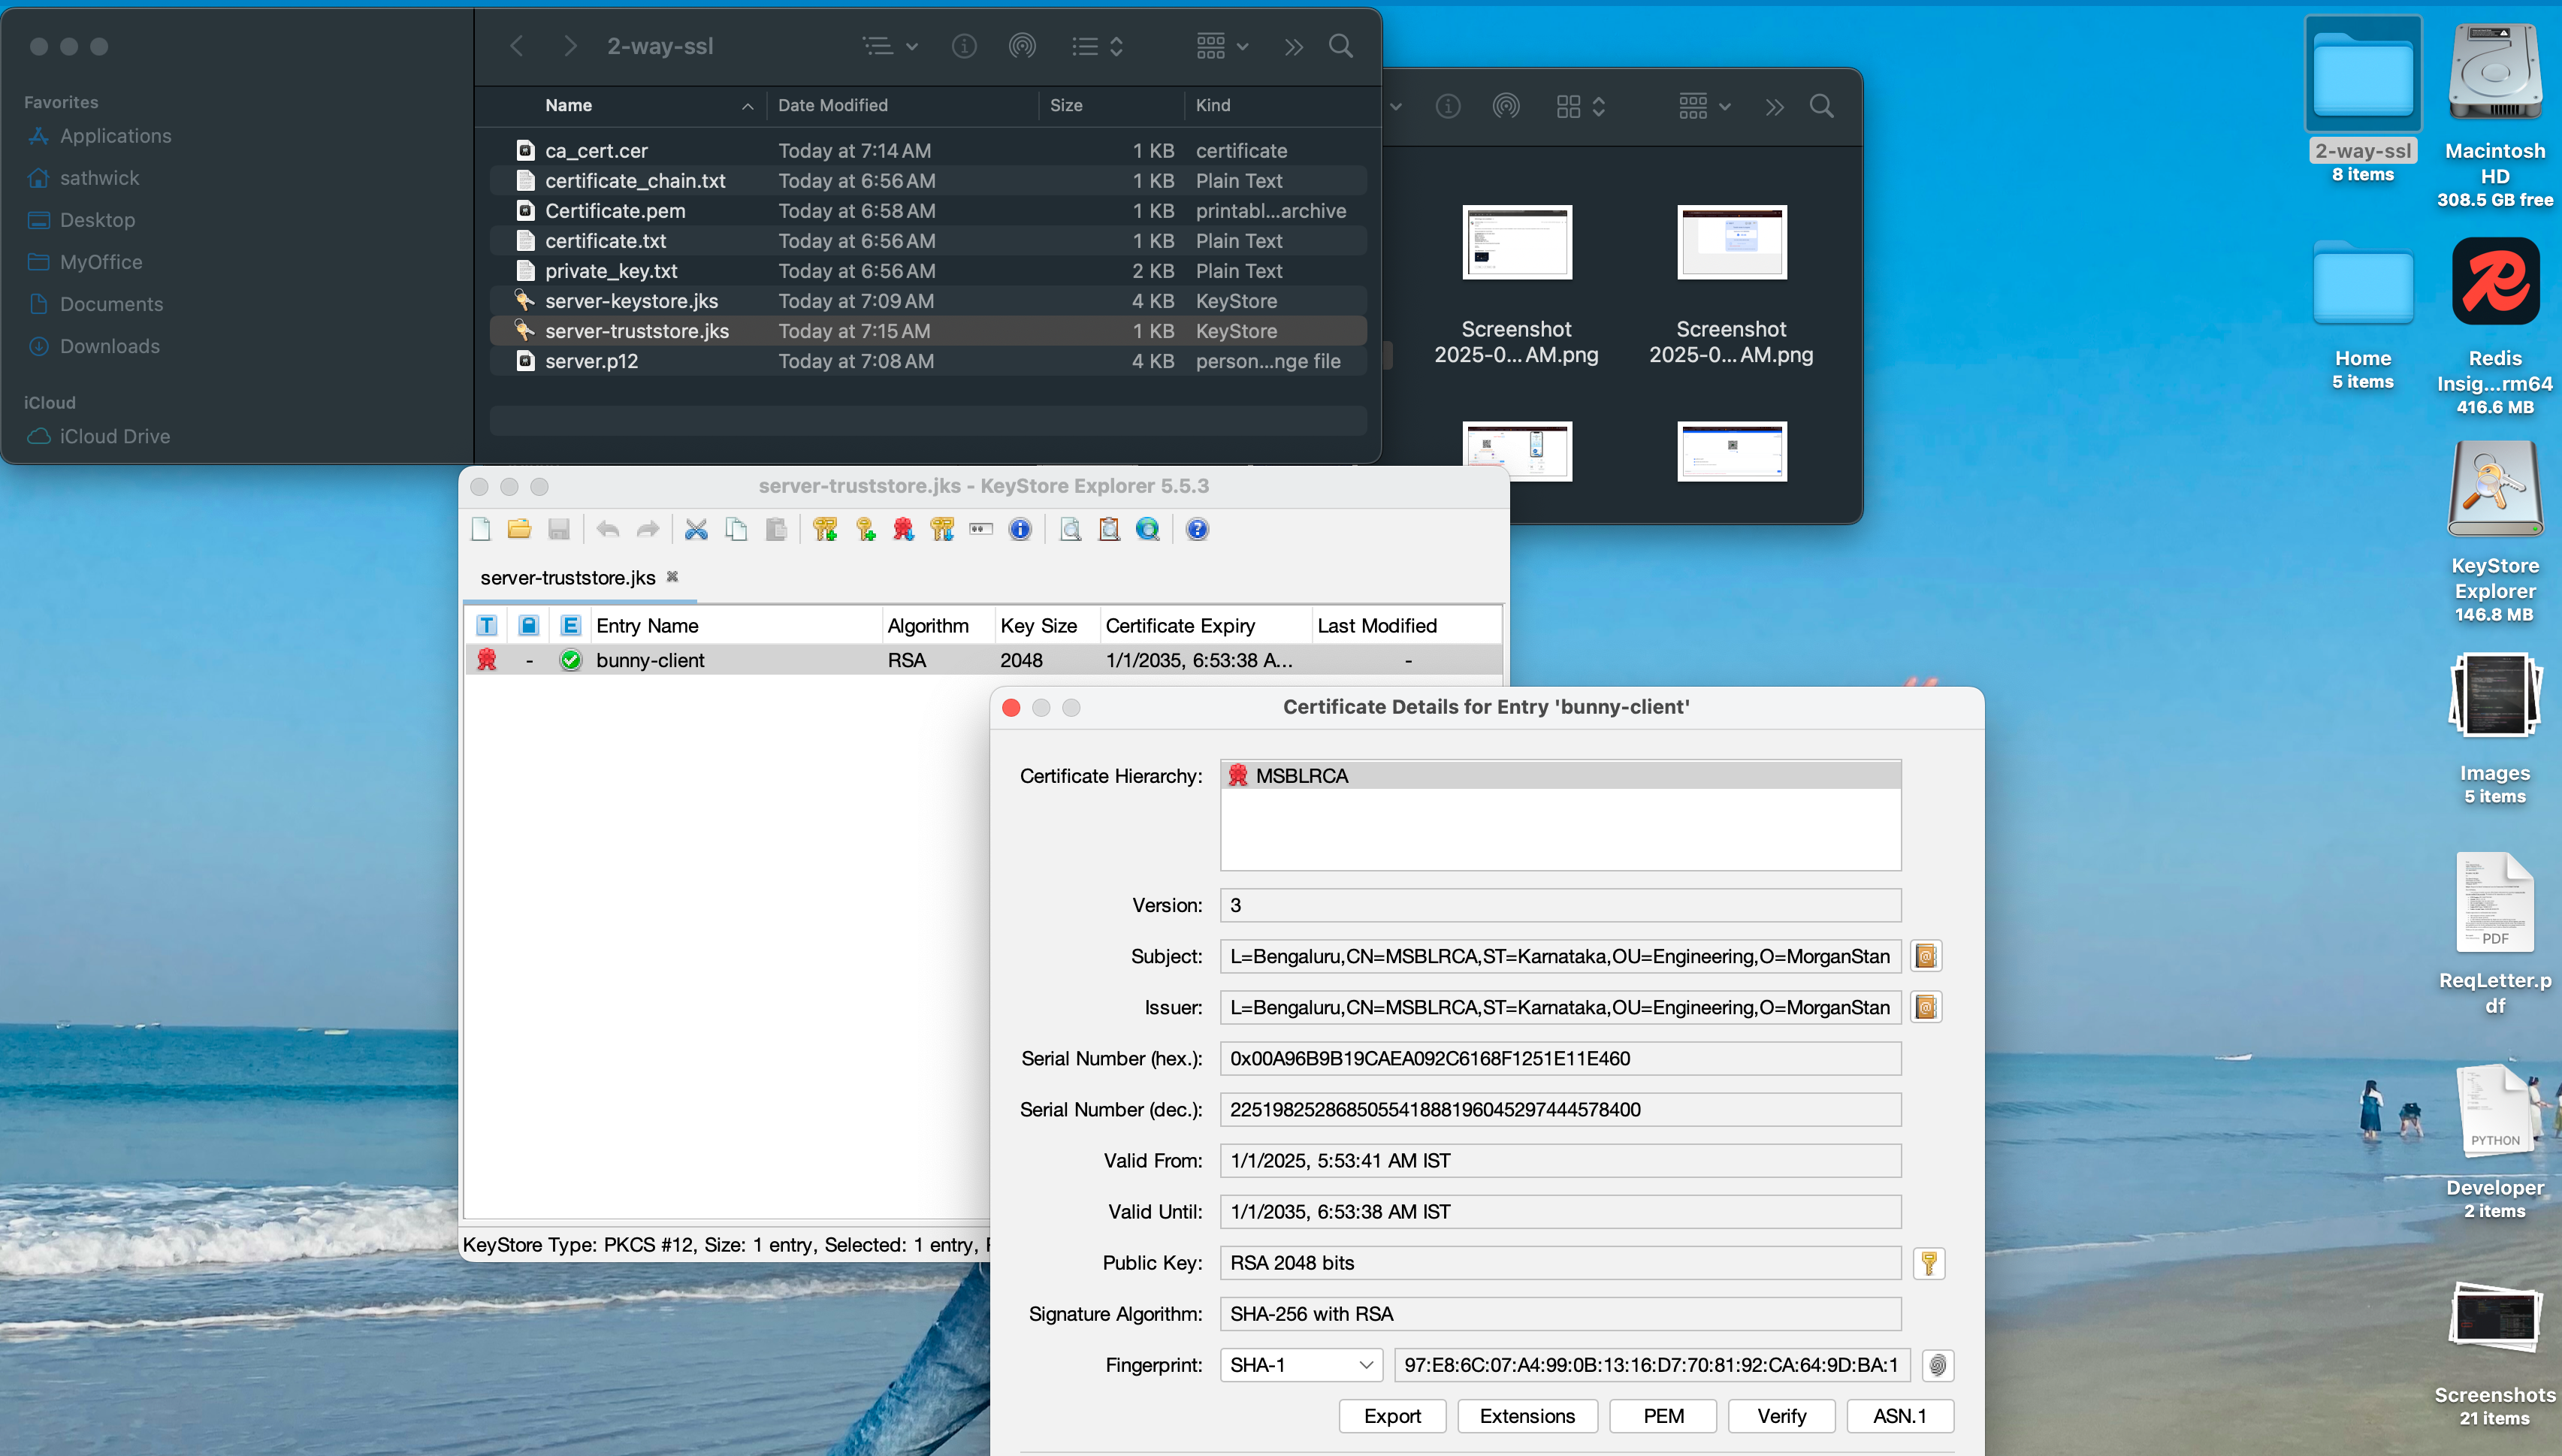 2-way-ssl
Favorites
Applications
sathwick
Desktop
MyOffice
Documents
Downloads
iCloud
iCloud Drive
Name Date Modified Size Kind
ca_cert.cer Today at 7:14 AM 1 KB certificate
certificate_chain.txt Today at 6:56 AM 1 KB Plain Text
Certificate.pem Today at 6:58 AM 1 KB printabl...archive
certificate.txt Today at 6:56 AM 1 KB Plain Text
private_key.txt Today at 6:56 AM 2 KB Plain Text
server-keystore.jks Today at 7:09 AM 4 KB KeyStore
server-truststore.jks Today at 7:15 AM 1 KB KeyStore
server.p12 Today at 7:08 AM 4 KB person...nge file
Screenshot
2025-0... AM.png
Screenshot
2025-0... AM.png
server-truststore.jks - KeyStore Explorer 5.5.3
server-truststore.jks
T E Entry Name Algorithm Key Size Certificate Expiry Last Modified
- bunny-client RSA 2048 1/1/2035, 6:53:38 A... -
KeyStore Type: PKCS #12, Size: 1 entry, Selected: 1 entry,
Certificate Details for Entry 'bunny-client'
Certificate Hierarchy: MSBLRCA
Version: 3
Subject: L=Bengaluru,CN=MSBLRCA,ST=Karnataka,OU=Engineering,O=MorganStan
Issuer: L=Bengaluru,CN=MSBLRCA,ST=Karnataka,OU=Engineering,O=MorganStan
Serial Number (hex.): 0x00A96B9B19CAEA092C6168F1251E11E460
Serial Number (dec.): 225198252868505541888196045297444578400
Valid From: 1/1/2025, 5:53:41 AM IST
Valid Until: 1/1/2035, 6:53:38 AM IST
Public Key: RSA 2048 bits
Signature Algorithm: SHA-256 with RSA
Fingerprint: SHA-1 97:E8:6C:07:A4:99:0B:13:16:D7:70:81:92:CA:64:9D:BA:1
Export Extensions PEM Verify ASN.1
2-way-ssl
8 items
Macintosh
HD
308.5 GB free
Home
5 items
Redis
Insig...rm64
416.6 MB
KeyStore
Explorer
146.8 MB
Images
5 items
PDF
ReqLetter.p
df
PYTHON
Developer
2 items
Screenshots
21 items